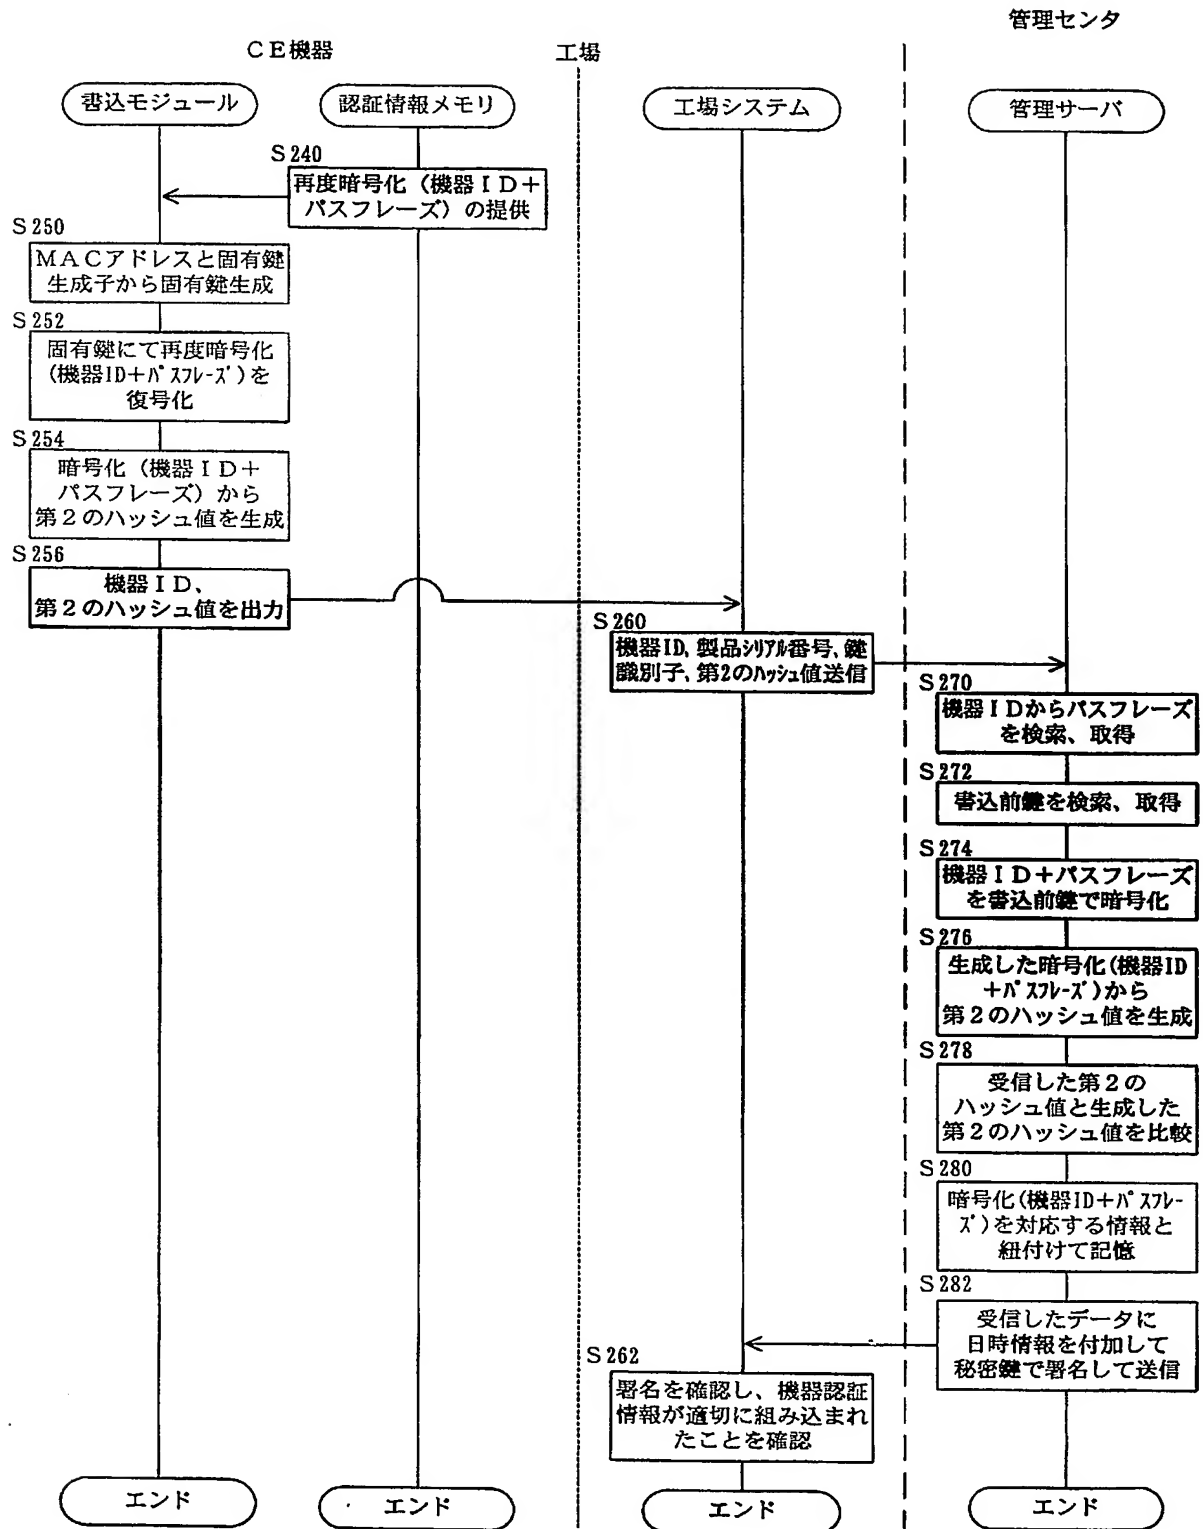 管理センタ
CE機器
工場
書込モジュール
認証情報メモリ
工場システム
管理サーバ
S240
再度暗号化(機器ID+
パスフレーズ)の提供
S250
MACアドレスと固有鍵
生成子から固有鍵生成
S252
固有鍵にて再度暗号化
(機器ID+パスフレーズ)を
復号化
S254
暗号化(機器ID+
パスフレーズ)から
第2のハッシュ値を生成
S256
機器ID、
第2のハッシュ値を出力
S260
機器ID、製品シリアル番号、鍵
識別子、第2のハッシュ値送信
S270
機器IDからパスフレーズ
を検索、取得
S272
書込前鍵を検索、取得
S274
機器ID+パスフレーズ
を書込前鍵で暗号化
S276
生成した暗号化(機器ID
+パスフレーズ)から
第2のハッシュ値を生成
S278
受信した第2の
ハッシュ値と生成した
第2のハッシュ値を比較
S280
暗号化(機器ID+パスフレー
ズ)を対応する情報と
紐付けて記憶
S282
受信したデータに
日時情報を付加して
秘密鍵で署名して送信
S262
署名を確認し、機器認証
情報が適切に組み込まれ
たことを確認
エンド
エンド
エンド
エンド